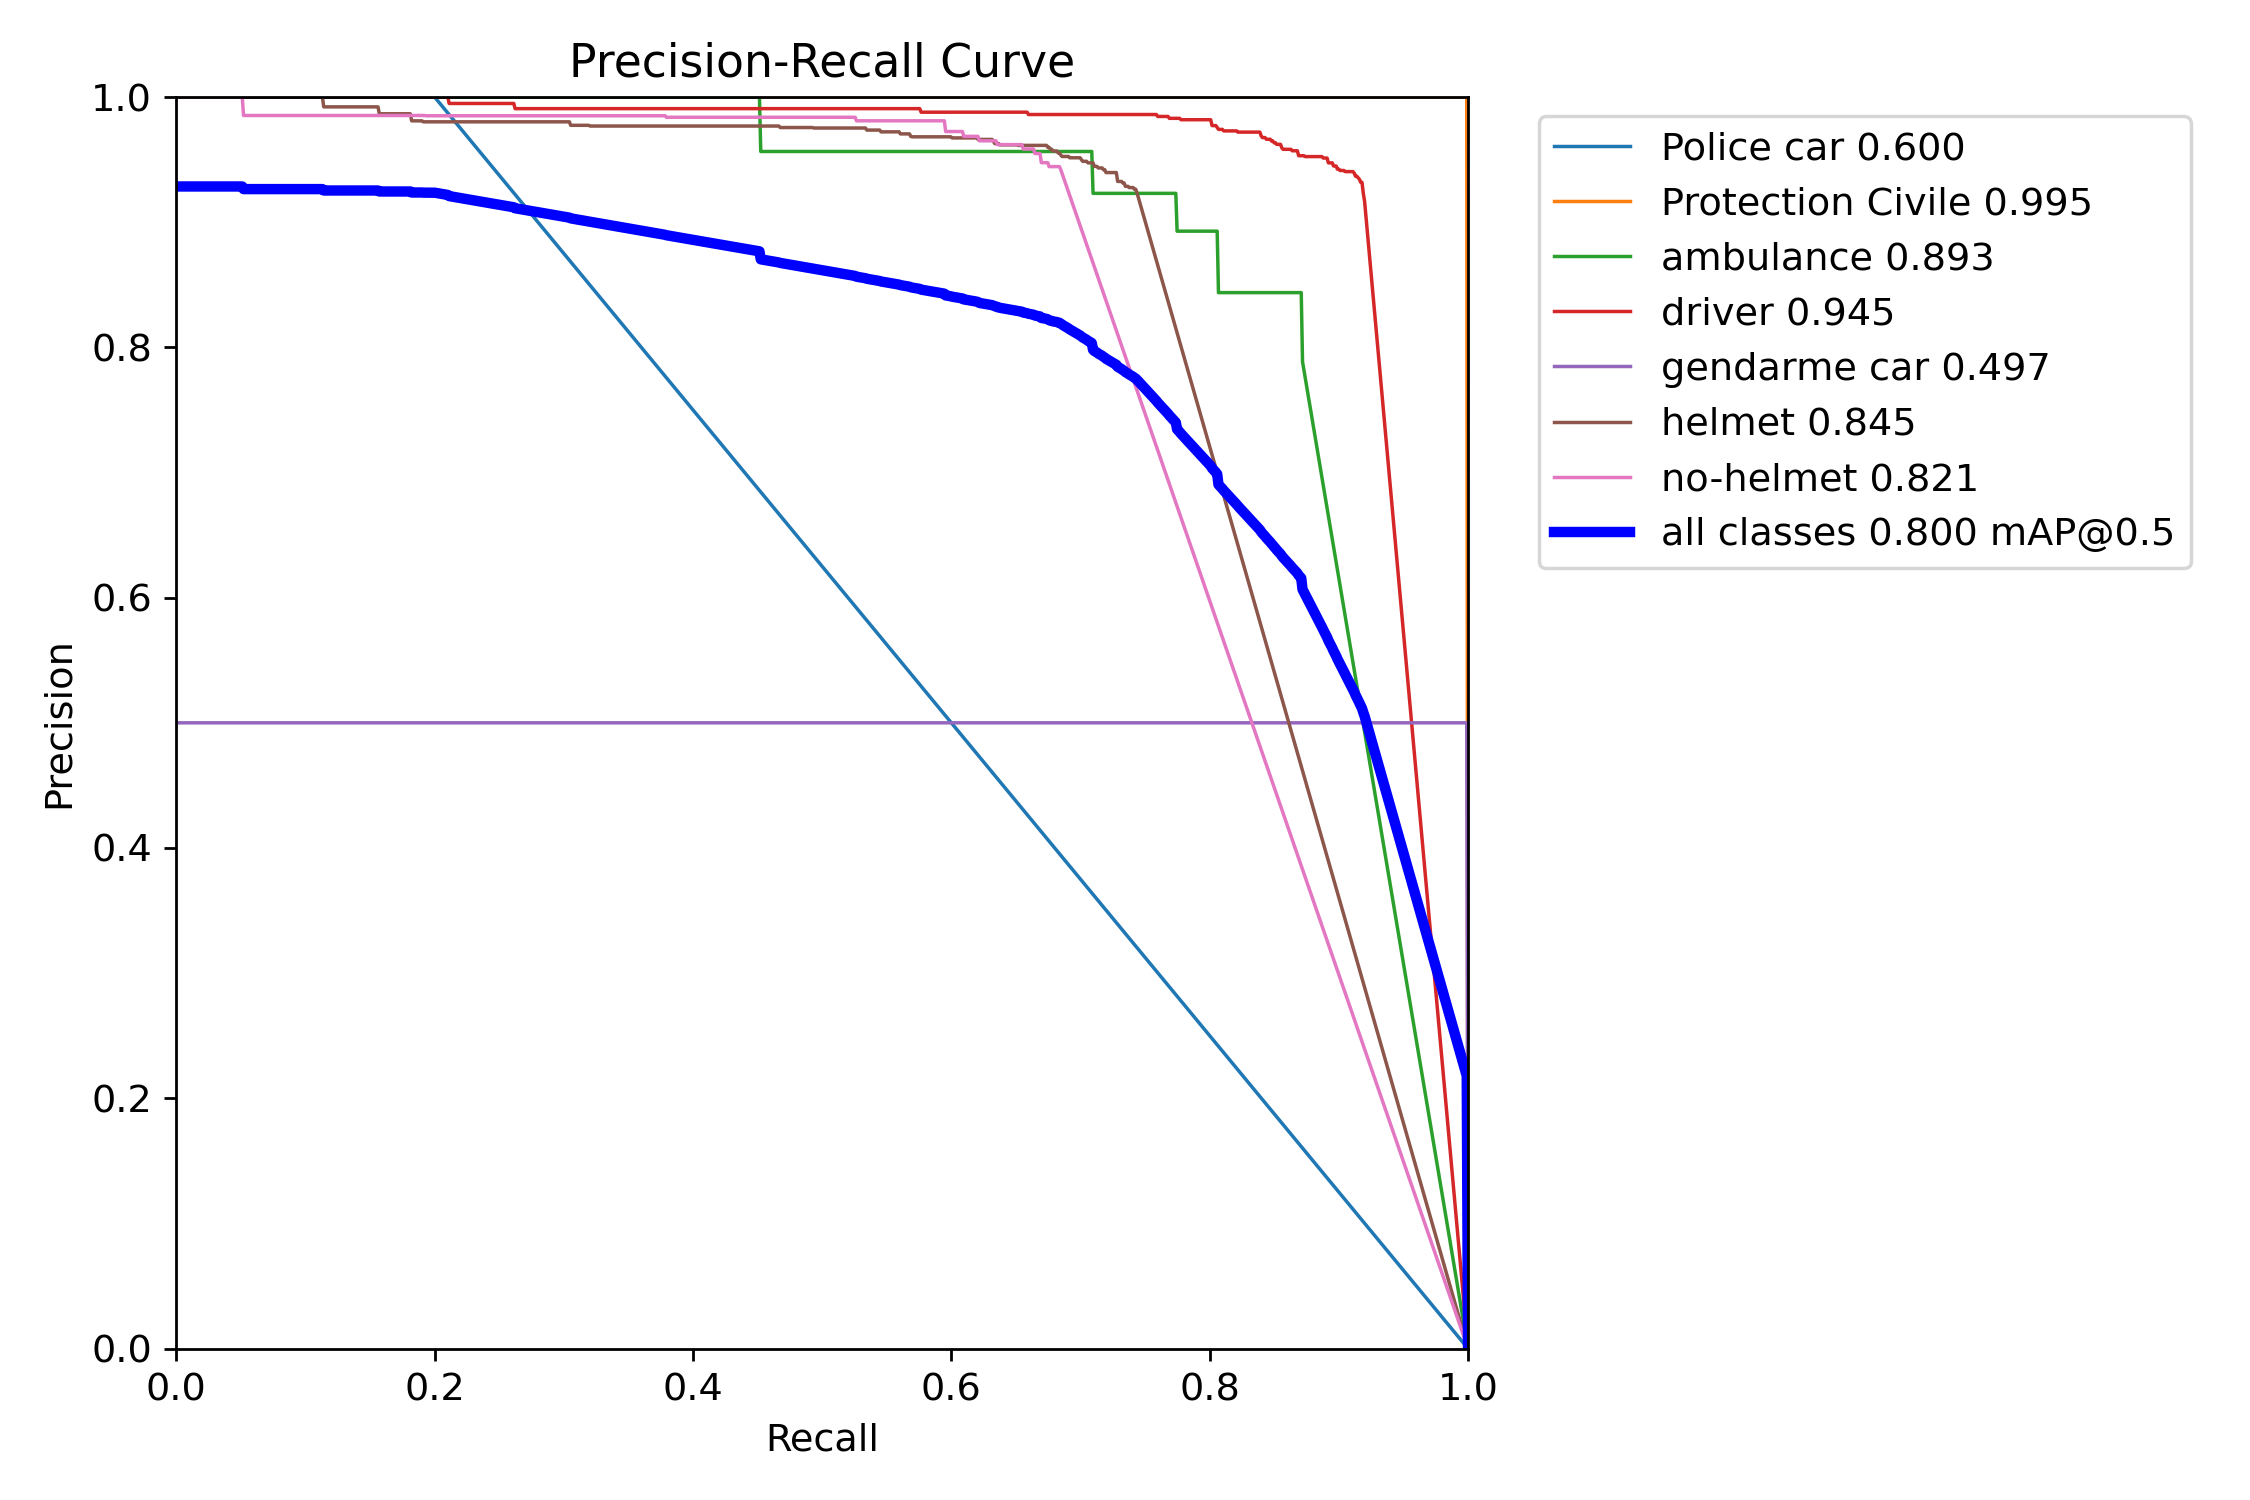 Precision-Recall Curve
1.0
0.8
0.6
0.4
0.2
0.0
Precision
0.0 0.2 0.4 0.6 0.8 1.0
Recall
Police car 0.600
Protection Civile 0.995
ambulance 0.893
driver 0.945
gendarme car 0.497
helmet 0.845
no-helmet 0.821
all classes 0.800 mAP@0.5